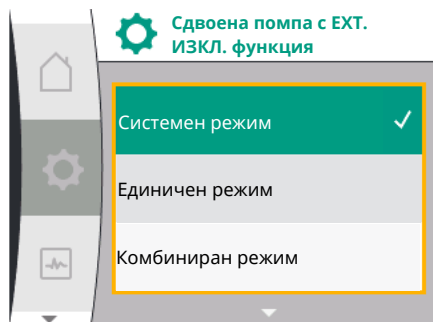 Сдвоена помпа с EXT.
ИЗКЛ. функция
Системен режим
Единичен режим
Комбиниран режим